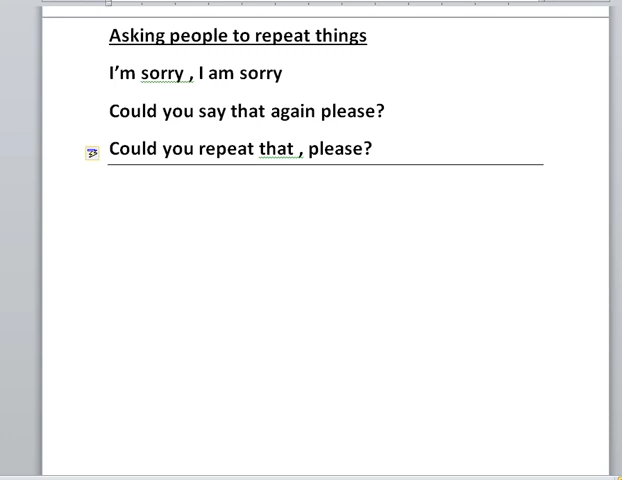 Asking people to repeat things
I’m sorry , I am sorry
Could you say that again please?
Could you repeat that , please?